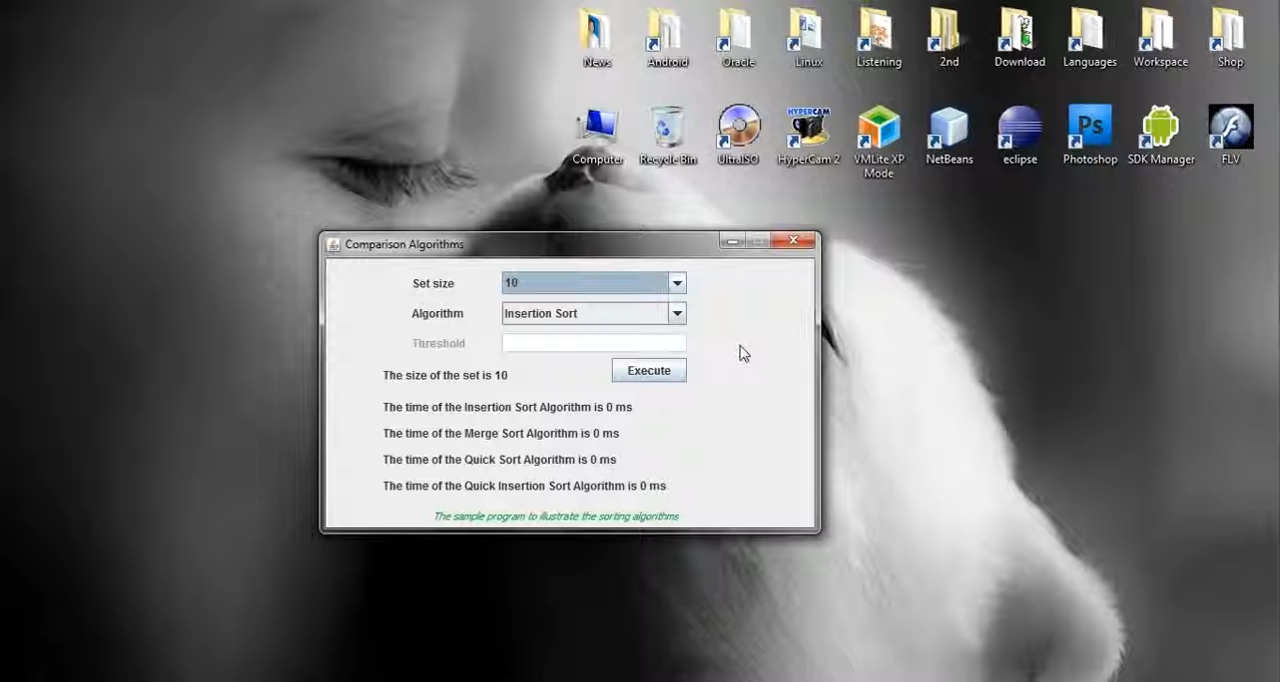 News Android Oracle Linux Listening 2nd Download Languages Workspace Shop
HYPERCAM
Ps
Computer Recycle Bin UltraISO HyperCam 2 VMLite XP Mode NetBeans eclipse Photoshop SDK Manager FLV
Comparison Algorithms
Set size 10
Algorithm Insertion Sort
Threshold
The size of the set is 10 Execute
The time of the Insertion Sort Algorithm is 0 ms
The time of the Merge Sort Algorithm is 0 ms
The time of the Quick Sort Algorithm is 0 ms
The time of the Quick Insertion Sort Algorithm is 0 ms
The sample program to illustrate the sorting algorithms